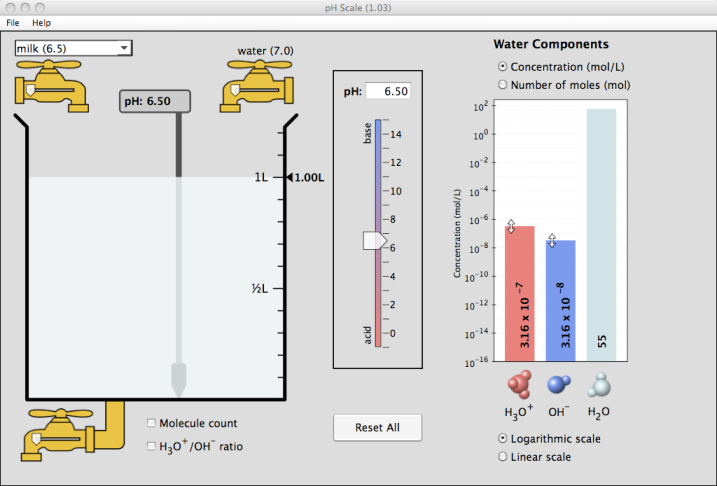 pH Scale (1.03)
File Help
milk (6.5)
water (7.0)
pH: 6.50
1L
1.00L
½L
Molecule count
H₃O⁺/OH⁻ ratio
pH: 6.50
base
14
12
10
8
6
4
2
0
acid
Reset All
Water Components
Concentration (mol/L)
Number of moles (mol)
Concentration (mol/L)
10²
10⁰
10⁻²
10⁻⁴
10⁻⁶
10⁻⁸
10⁻¹⁰
10⁻¹²
10⁻¹⁴
10⁻¹⁶
3.16 x 10 ⁻⁷
3.16 x 10 ⁻⁸
55
H₃O⁺ OH⁻ H₂O
Logarithmic scale
Linear scale